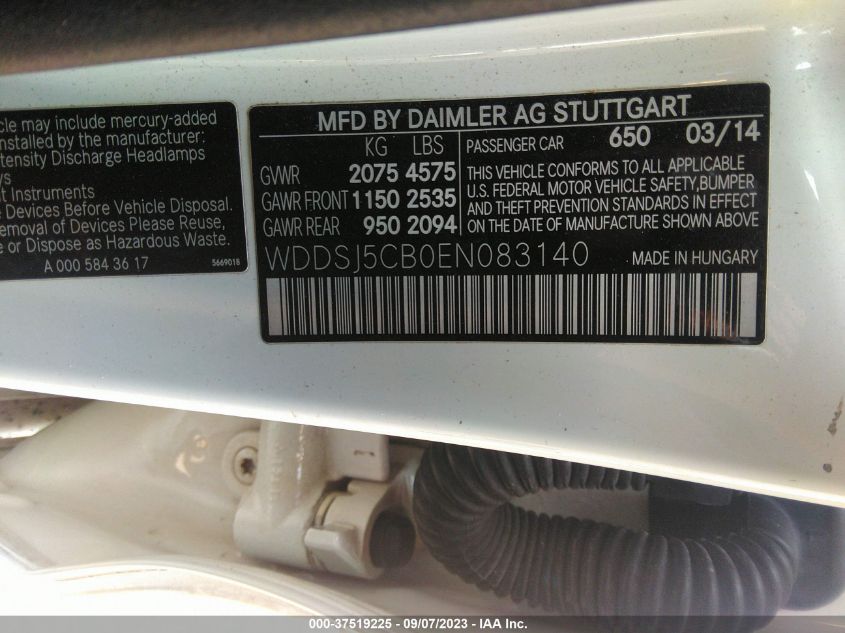 cle may include mercury-added
installed by the manufacturer:
tensity Discharge Headlamps
ys
t Instruments
e Devices Before Vehicle Disposal.
emoval of Devices Please Reuse,
e or Dispose as Hazardous Waste.
A 000 584 36 17
5669018
MFD BY DAIMLER AG STUTTGART
KG LBS
GVWR 2075 4575
GAWR FRONT 1150 2535
GAWR REAR 950 2094
PASSENGER CAR 650 03/14
THIS VEHICLE CONFORMS TO ALL APPLICABLE
U.S. FEDERAL MOTOR VEHICLE SAFETY,BUMPER
AND THEFT PREVENTION STANDARDS IN EFFECT
ON THE DATE OF MANUFACTURE SHOWN ABOVE
WDDSJ5CB0EN083140
MADE IN HUNGARY
000-37519225 - 09/07/2023 - IAA Inc.